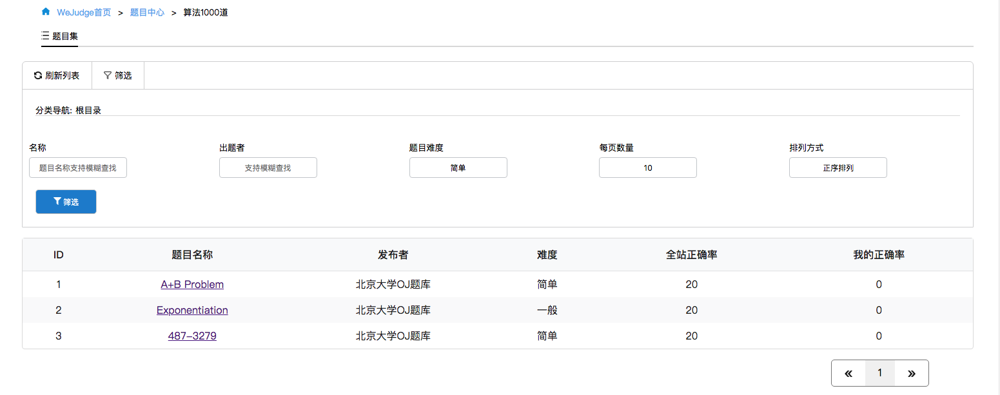 WeJudge首页 > 题目中心 > 算法1000道
题目集
刷新列表 筛选
分类导航: 根目录
名称 出题者 题目难度 每页数量 排列方式
题目名称支持模糊查找 支持模糊查找 简单 10 正序排列
筛选
ID 题目名称 发布者 难度 全站正确率 我的正确率
1 A+B Problem 北京大学OJ题库 简单 20 0
2 Exponentiation 北京大学OJ题库 一般 20 0
3 487-3279 北京大学OJ题库 简单 20 0
« 1 »